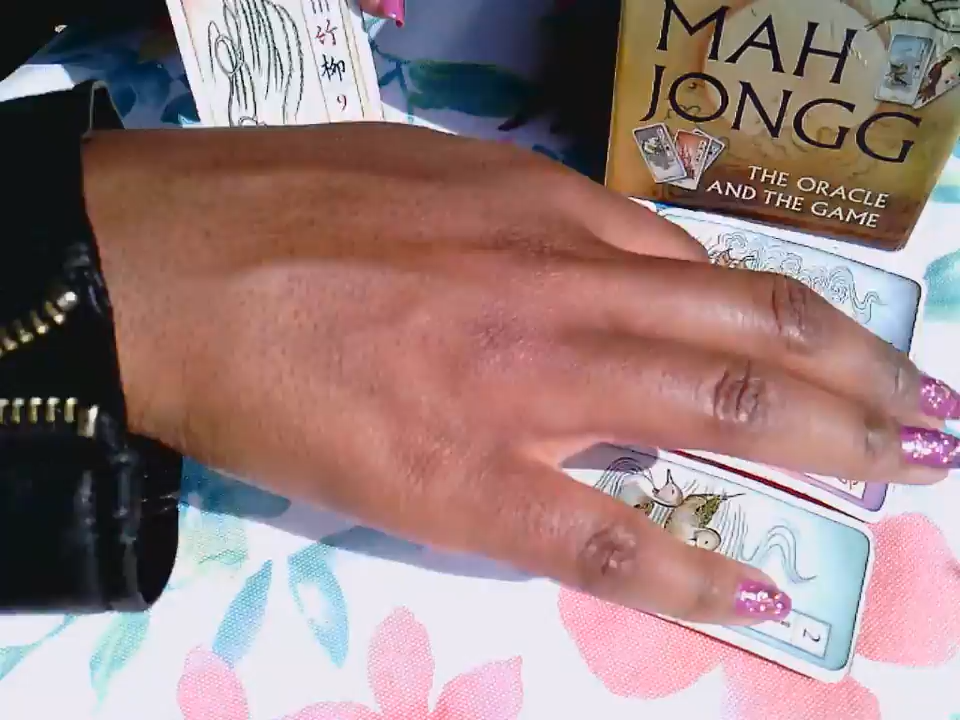 竹
柳
9
MAH
JONGG
THE ORACLE
AND THE GAME
2